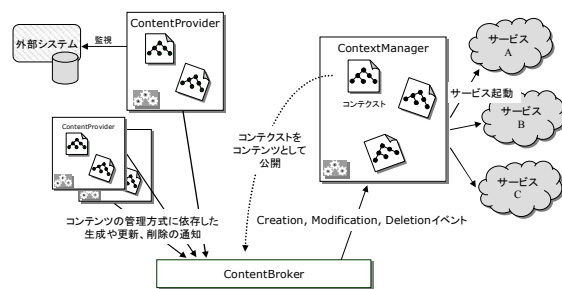 ContentProvider
外部システム
監視
ContentProvider
コンテンツの管理方式に依存した
生成や更新、削除の通知
ContextManager
コンテクスト
コンテクストを
コンテンツとして
公開
サービス
A
サービス起動
サービス
B
サービス
C
Creation, Modification, Deletionイベント
ContentBroker